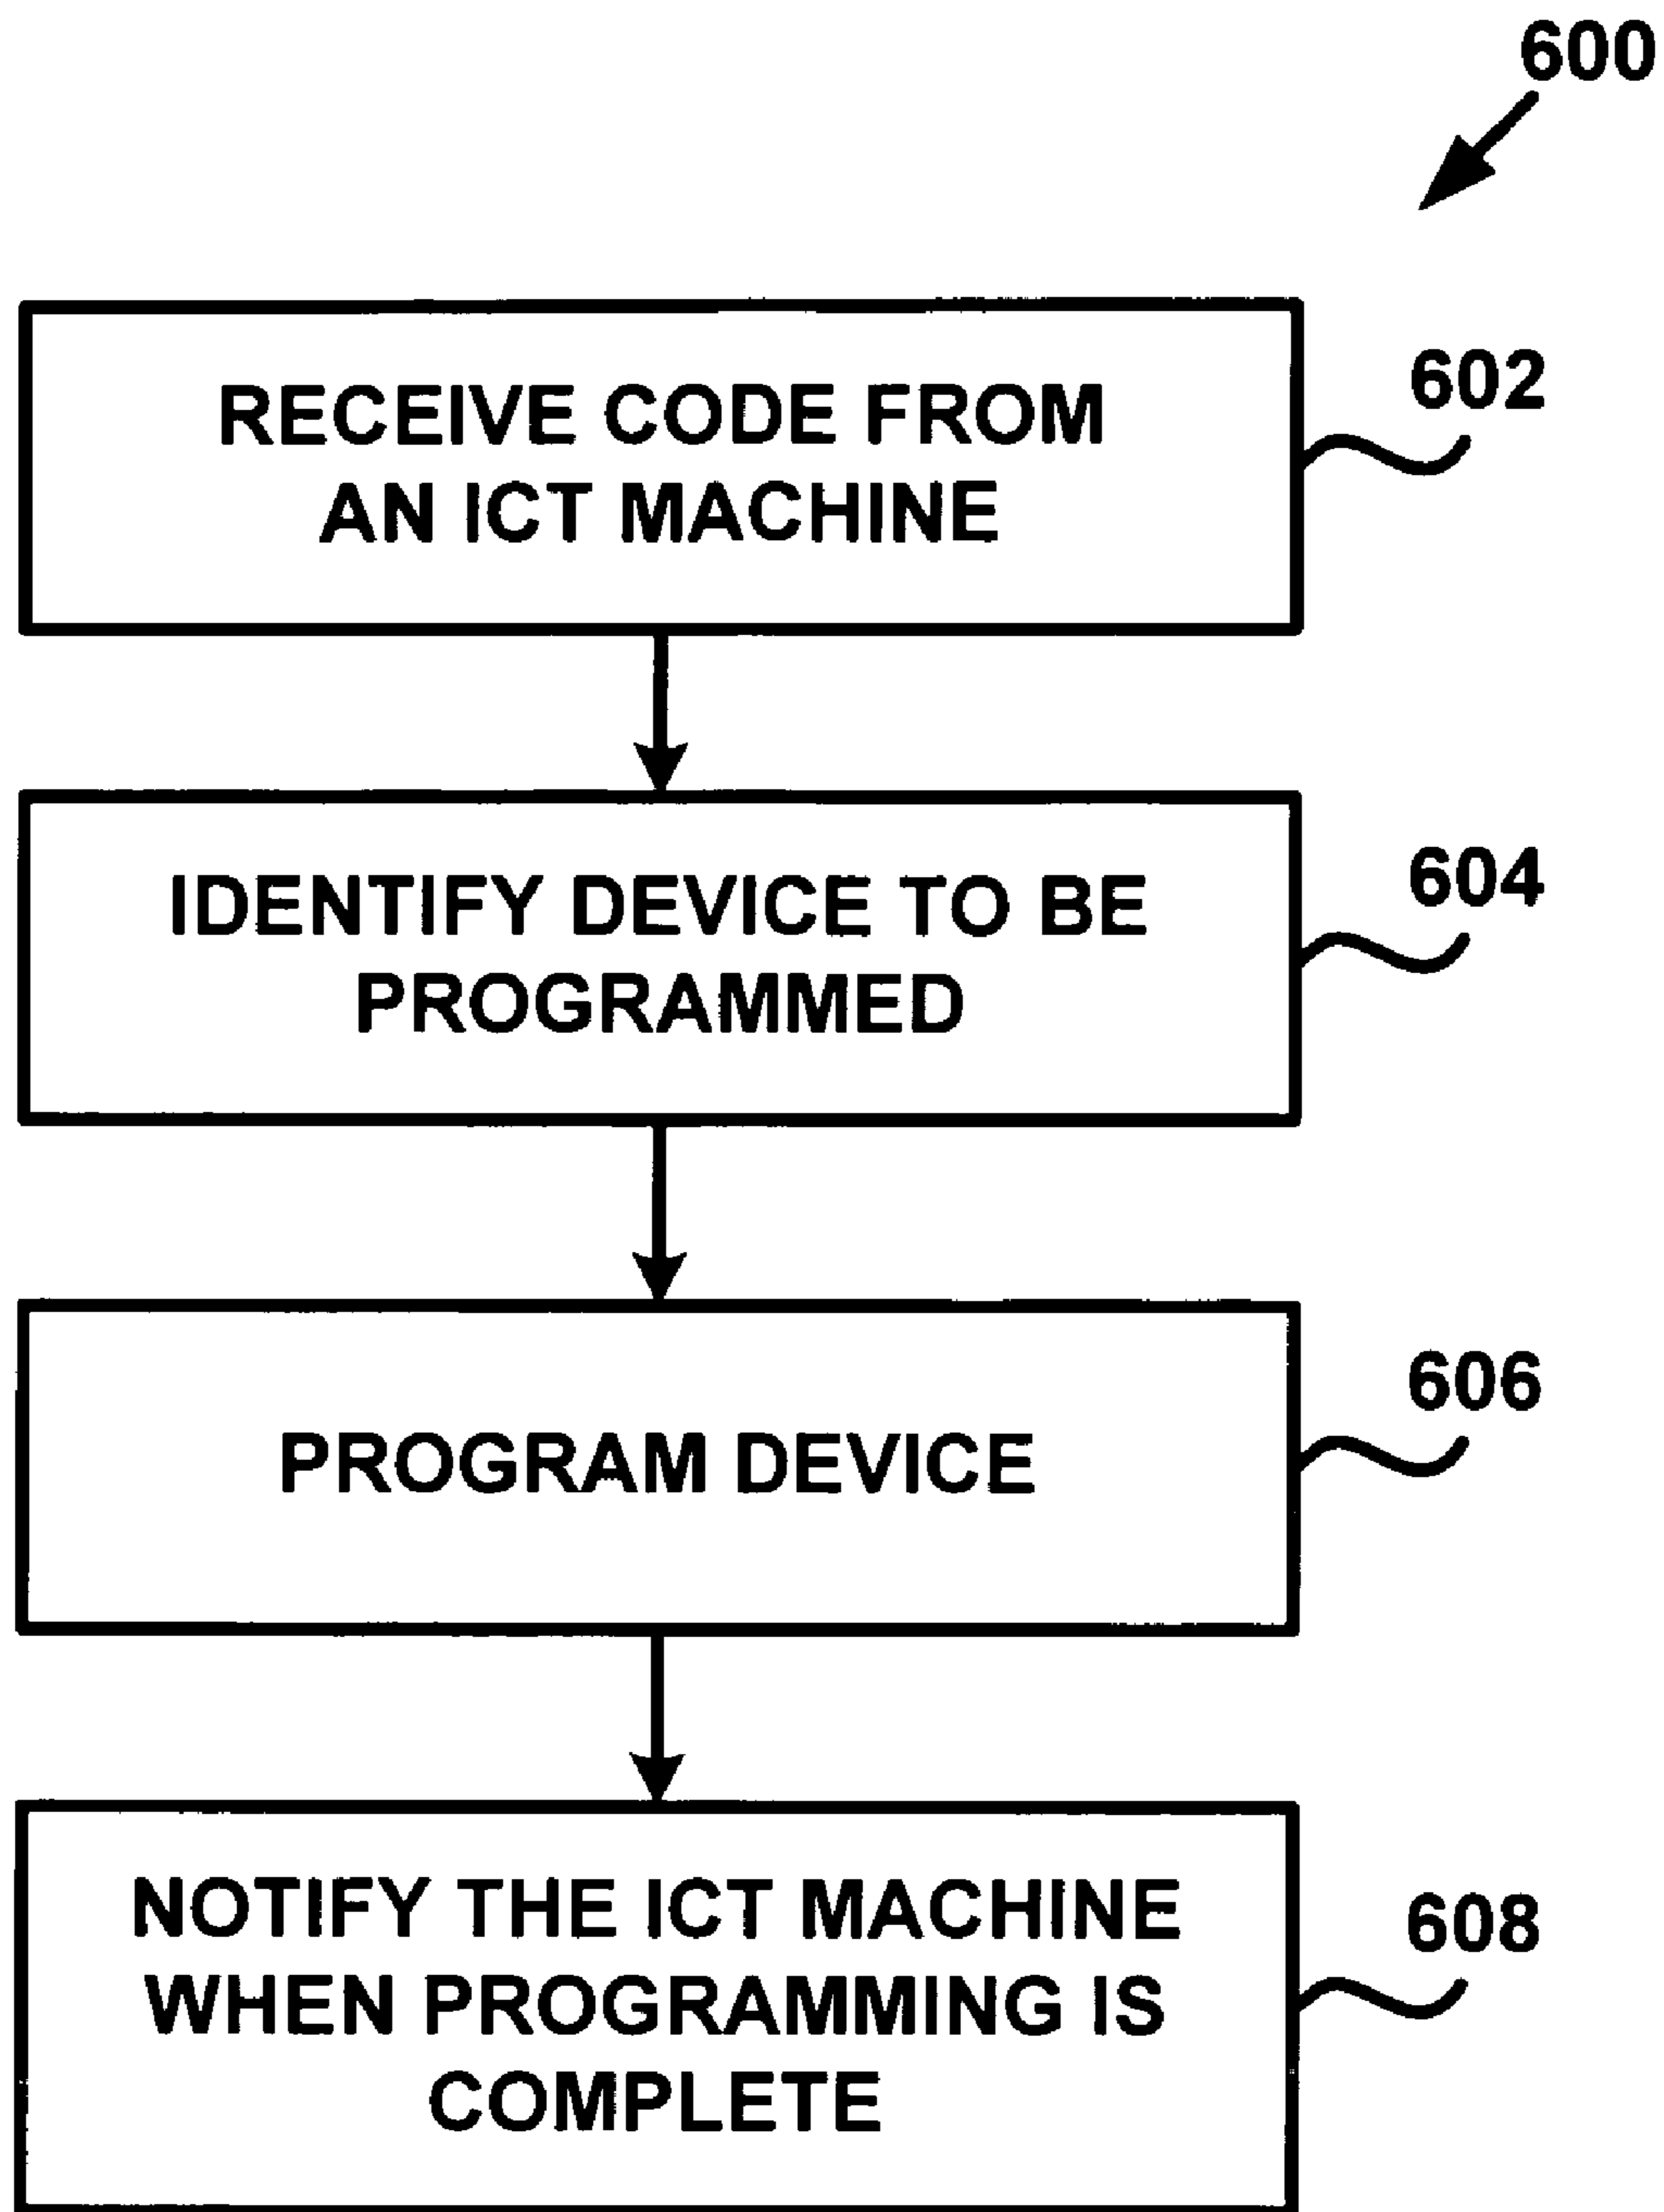 600
RECEIVE CODE FROM
AN ICT MACHINE
602
IDENTIFY DEVICE TO BE
PROGRAMMED
604
PROGRAM DEVICE
606
NOTIFY THE ICT MACHINE
WHEN PROGRAMMING IS
COMPLETE
608